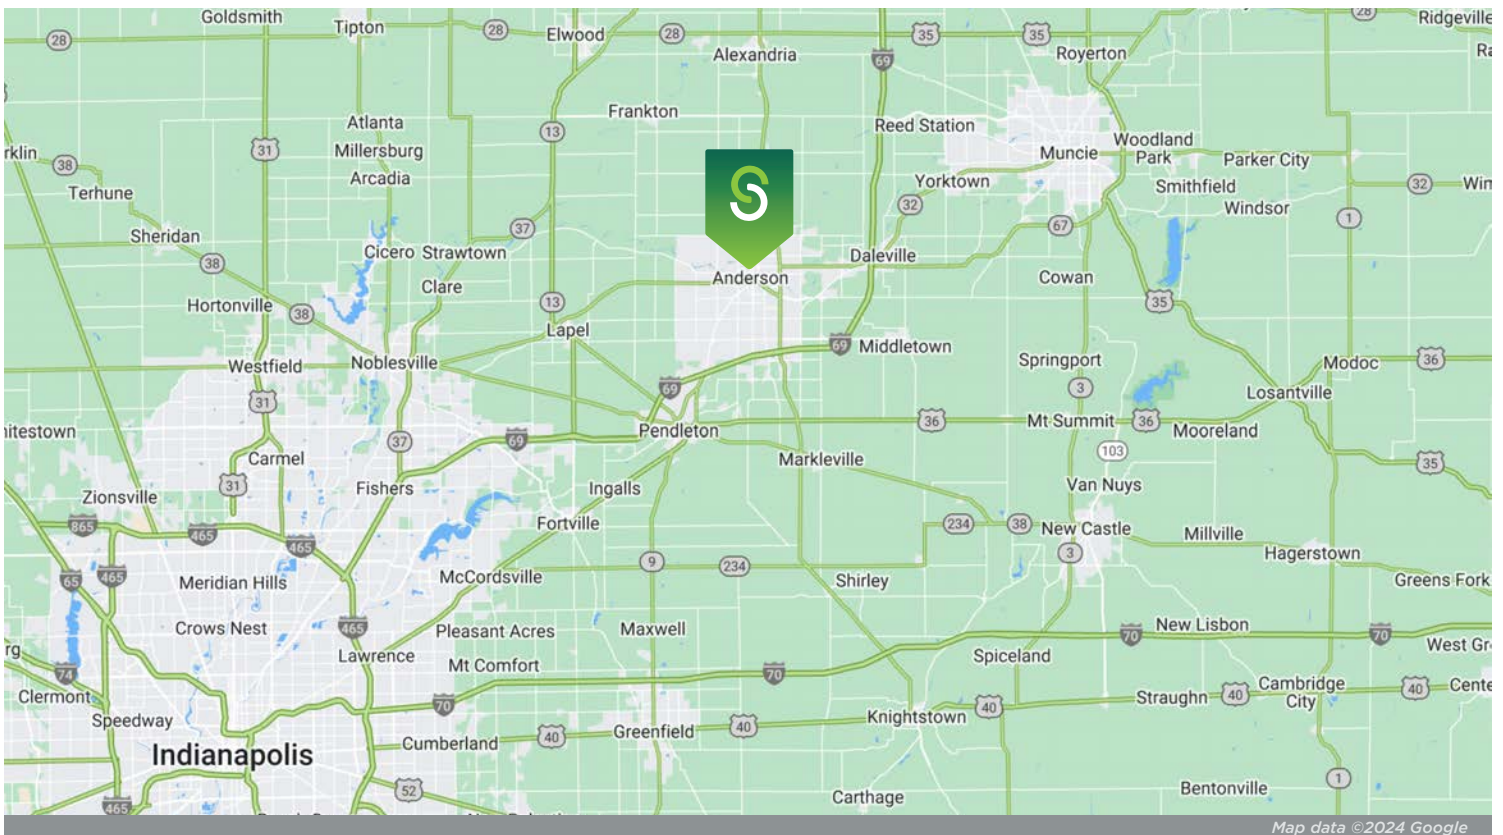 Goldsmith
Ridgeville
28
Tipton
28
Elwood
28
35
35
Royerton
Alexandria
69
28
Frankton
Atlanta
Reed Station
13
31
Millersburg
Muncie
Woodland
Park
Parker City
38
Arcadia
Yorktown
Smithfield
32
Terhune
S
32
Windsor
1
37
67
Sheridan
Cicero
Strawtown
Daleville
38
Anderson
Cowan
Clare
Hortonville
38
13
35
Lapel
69
Middletown
Westfield
Noblesville
Springport
Modoc
36
69
3
Losantville
31
Pendleton
36
Mt Summit
36
Mooreland
37
69
103
Carmel
Markleville
35
31
Fishers
Ingalls
Van Nuys
Zionsville
865
465
465
Fortville
234
38
New Castle
Millville
3
Hagerstown
65
465
Meridian Hills
McCordsville
9
234
Shirley
Greens Fork
465
Crows Nest
Pleasant Acres
Maxwell
New Lisbon
70
70
74
Lawrence
Mt Comfort
70
Spiceland
Clermont
70
Straughn
40
Cambridge
City
40
Speedway
Knightstown
40
Indianapolis
Cumberland
40
Greenfield
40
52
Carthage
Bentonville
1
465
Map data ©2024 Google